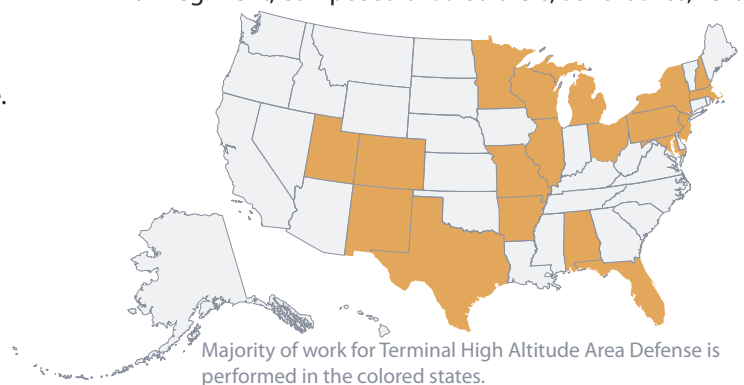 e.
Majority of work for Terminal High Altitude Area Defense is
performed in the colored states.